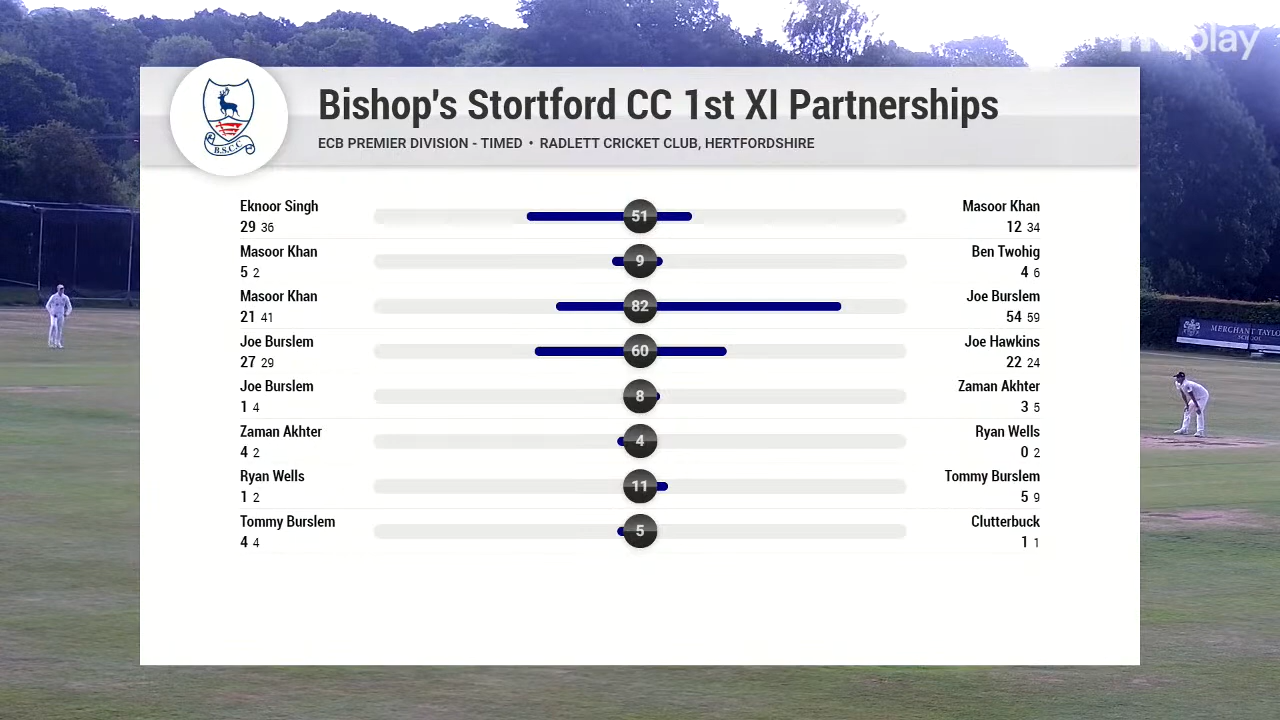 play
Bishop's Stortford CC 1st XI Partnerships
ECB PREMIER DIVISION - TIMED • RADLETT CRICKET CLUB, HERTFORDSHIRE
B.S.C.C.
Eknoor Singh 51 Masoor Khan
29 36 12 34
Masoor Khan 9 Ben Twohig
5 2 4 6
Masoor Khan 82 Joe Burslem
21 41 54 59
Joe Burslem 60 Joe Hawkins
27 29 22 24
Joe Burslem 8 Zaman Akhter
1 4 3 5
Zaman Akhter 4 Ryan Wells
4 2 0 2
Ryan Wells 11 Tommy Burslem
1 2 5 9
Tommy Burslem 5 Clutterbuck
4 4 1 1
MERCHANT TAYLO
SCHOOL